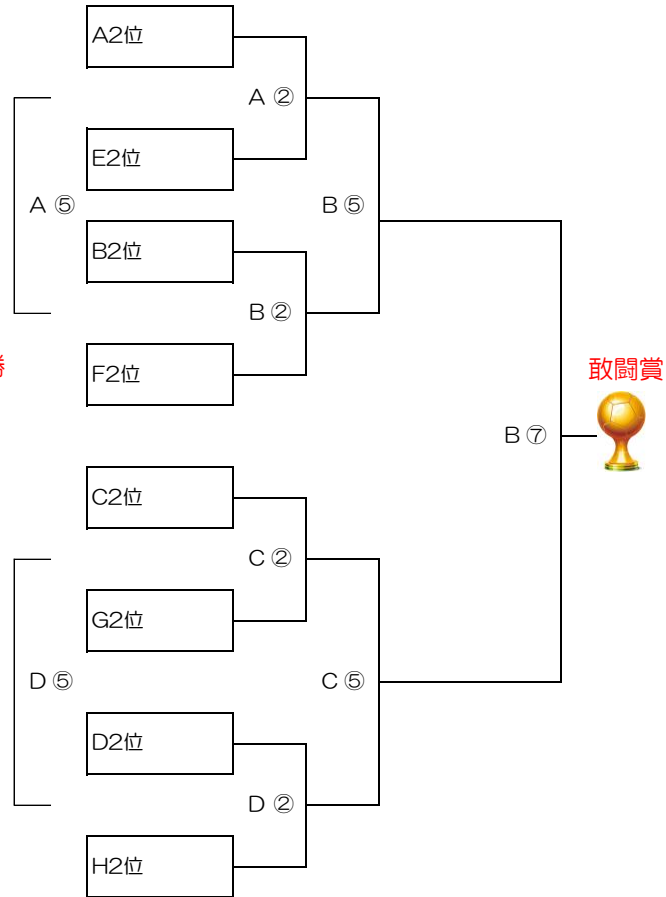 A2位
A ②
E2位
A ⑤
B ⑤
B2位
B ②
F2位
勝
敢闘賞
B ⑦
C2位
C ②
G2位
D ⑤
C ⑤
D2位
D ②
H2位